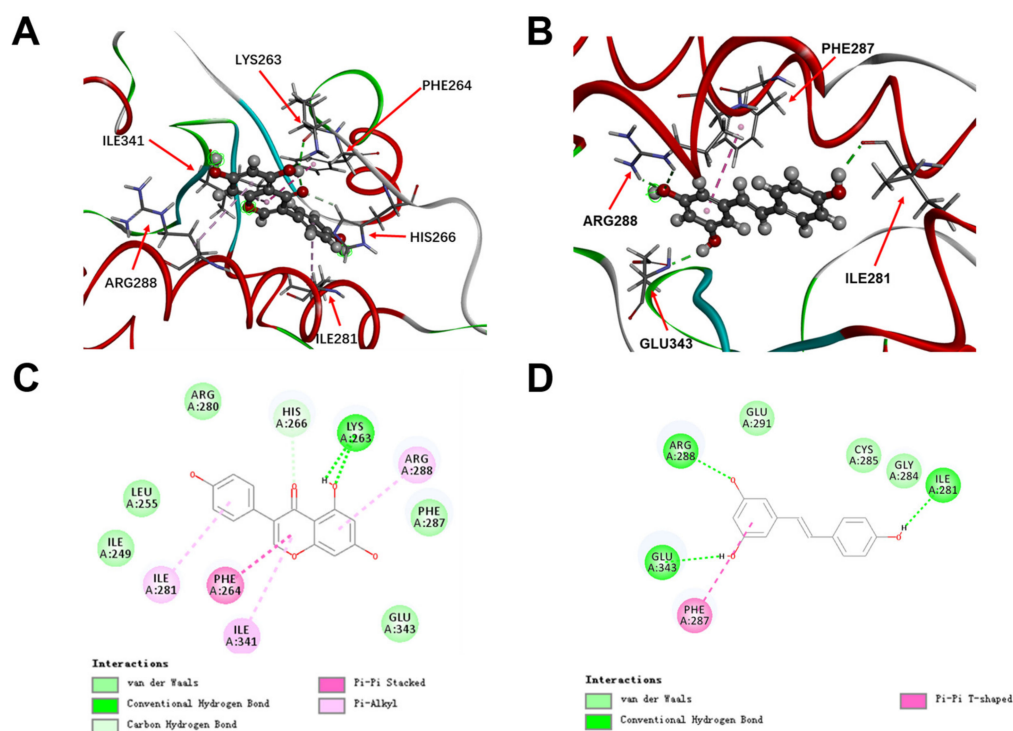 A
LYS263
PHE264
ILE341
HIS266
ARG288
ILE281
B
PHE287
ARG288
ILE281
GLU343
C
ARG
A:280
HIS
A:266
LYS
A:263
ARG
A:288
LEU
A:255
PHE
A:287
ILE
A:249
ILE
A:281
PHE
A:264
ILE
A:341
GLU
A:343
O
H
O
O
O
O
Interactions
van der Waals
Conventional Hydrogen Bond
Carbon Hydrogen Bond
Pi-Pi Stacked
Pi-Alkyl
D
GLU
A:291
ARG
A:288
CYS
A:285
GLY
A:284
ILE
A:281
GLU
A:343
PHE
A:287
O
H
O
H
O
Interactions
van der Waals
Conventional Hydrogen Bond
Pi-Pi T-shaped